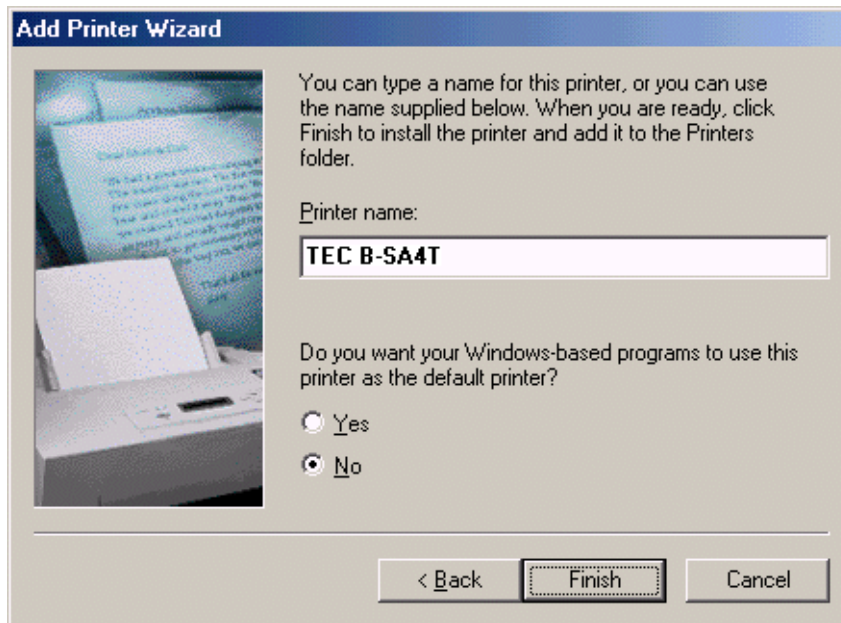 Add Printer Wizard
You can type a name for this printer, or you can use
the name supplied below. When you are ready, click
Finish to install the printer and add it to the Printers
folder.
Printer name:
TEC B-SA4T
Do you want your Windows-based programs to use this
printer as the default printer?
Yes
No
< Back
Finish
Cancel